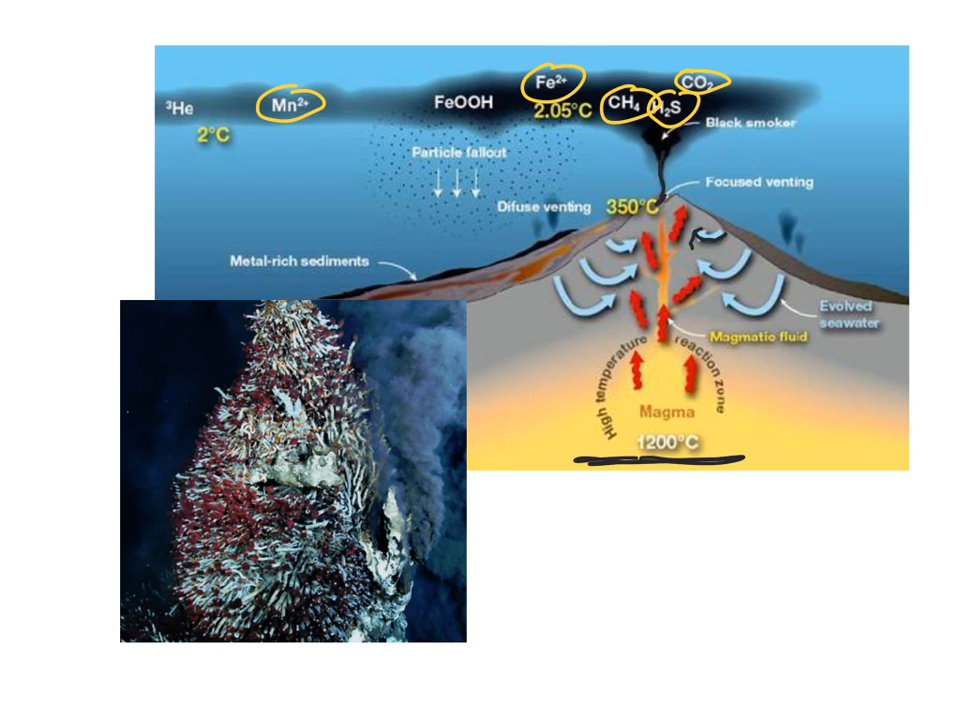 CO₂
Fe²⁺
³He
Mn²⁺
FeOOH
2.05°C
CH₄
H₂S
2°C
Black smoker
Particle fallout
Focused venting
Difuse venting
350°C
Metal-rich sediments
Evolved
seawater
Magmatic fluid
High temperature reaction zone
Magma
1200°C